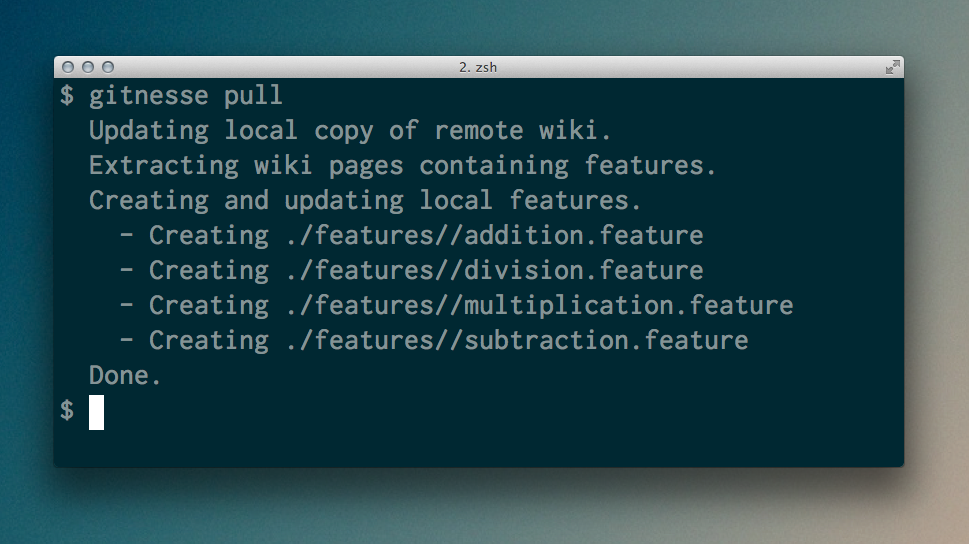 2. zsh
$ gitnesse pull
Updating local copy of remote wiki.
Extracting wiki pages containing features.
Creating and updating local features.
- Creating ./features//addition.feature
- Creating ./features//division.feature
- Creating ./features//multiplication.feature
- Creating ./features//subtraction.feature
Done.
$